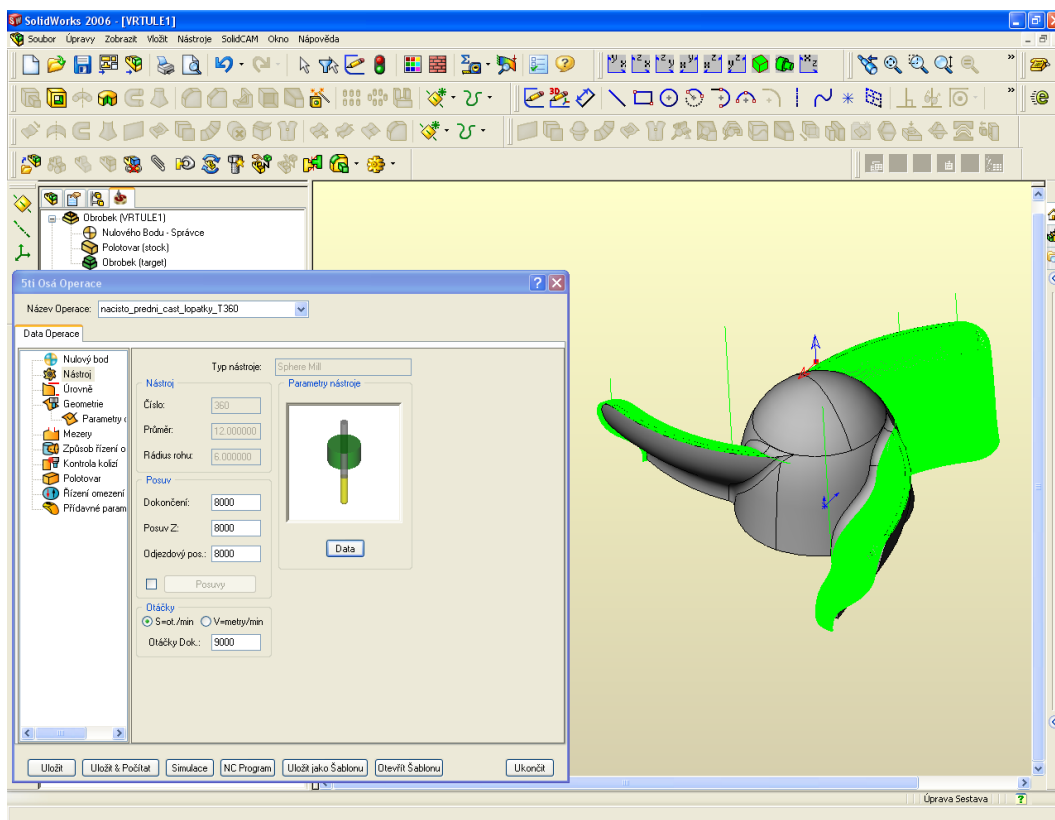 SolidWorks 2006 - [VRTULE1]
Soubor Úpravy Zobrazit Vložit Nástroje SolidCAM Okno Nápověda
Obrobek (VRTULE1)
Nulového Bodu - Správce
Polotovar (stock)
Obrobek (target)
5ti Osá Operace
Název Operace: nacisto_predni_cast_lopatky_T360
Data Operace
Nulový bod
Nástroj
Úrovně
Geometrie
Parametry
Mezery
Způsob řízení o
Kontrola kolizí
Polotovar
Řízení omezení
Přídavné param
Typ nástroje: Sphere Mill
Nástroj
Číslo: 360
Průměr: 12.000000
Rádius rohu: 6.000000
Posuv
Dokončení: 8000
Posuv Z: 8000
Odjezdový pos.: 8000
Posuvy
Otáčky
S=ot./min V=metry/min
Otáčky Dok.: 9000
Parametry nástroje
Data
Uložit Uložit & Počítat Simulace NC Program Uložit jako Šablonu Otevřít Šablonu Ukončit
Úprava Sestava